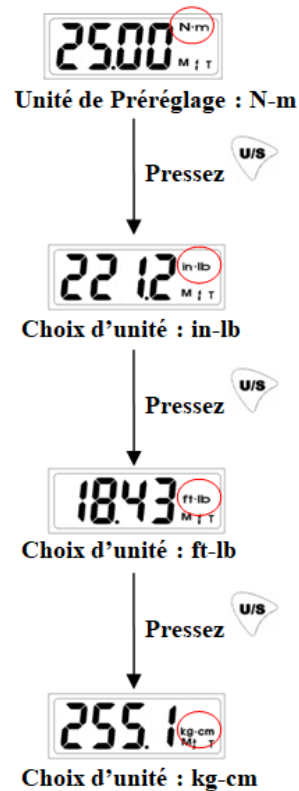 25.00 N·m
M f T
Unité de Préréglage : N-m
U/S
Pressez
221.2 in·lb
M f T
Choix d'unité : in-lb
U/S
Pressez
18.43 ft·lb
M f T
Choix d'unité : ft-lb
U/S
Pressez
255.1 kg·cm
M f T
Choix d'unité : kg-cm